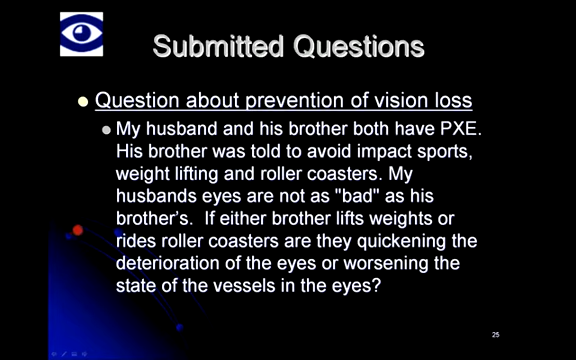 Submitted Questions
Question about prevention of vision loss
My husband and his brother both have PXE.
His brother was told to avoid impact sports,
weight lifting and roller coasters. My
husbands eyes are not as "bad" as his
brother's. If either brother lifts weights or
rides roller coasters are they quickening the
deterioration of the eyes or worsening the
state of the vessels in the eyes?
25